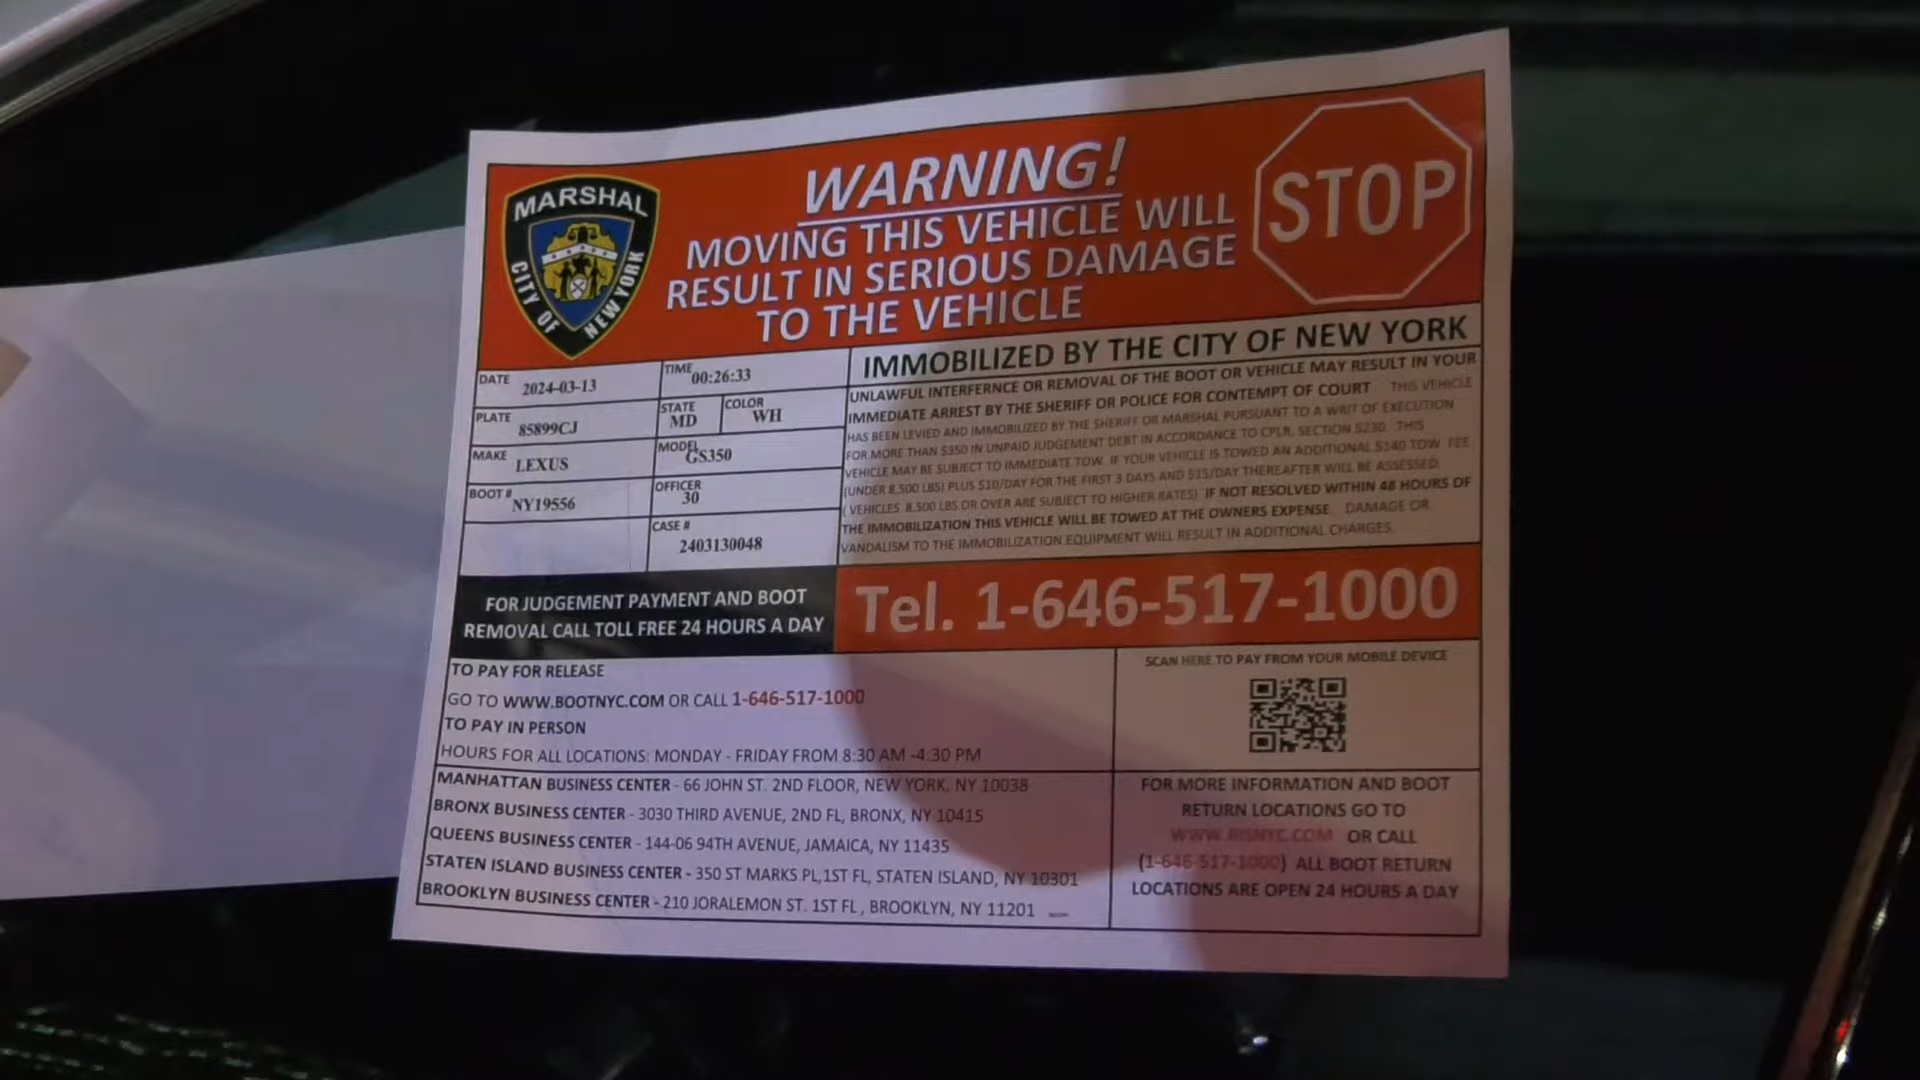 MARSHAL
CITY OF NEW YORK
WARNING!
MOVING THIS VEHICLE WILL
RESULT IN SERIOUS DAMAGE
TO THE VEHICLE
STOP
DATE 2024-03-13
TIME 00:26:33
PLATE 85899CJ
STATE MD
COLOR WH
MAKE LEXUS
MODEL GS350
BOOT # NY19556
OFFICER 30
CASE # 2403130048
IMMOBILIZED BY THE CITY OF NEW YORK
UNLAWFUL INTERFERNCE OR REMOVAL OF THE BOOT OR VEHICLE MAY RESULT IN YOUR
IMMEDIATE ARREST BY THE SHERIFF OR POLICE FOR CONTEMPT OF COURT THIS VEHICLE
HAS BEEN LEVIED AND IMMOBILIZED BY THE SHERIFF OR MARSHAL PURSUANT TO A WRIT OF EXECUTION
FOR MORE THAN $350 IN UNPAID JUDGEMENT DEBT IN ACCORDANCE TO CPLR, SECTION 5230. THIS
VEHICLE MAY BE SUBJECT TO IMMEDIATE TOW. IF YOUR VEHICLE IS TOWED AN ADDITIONAL $140 TOW FEE
(UNDER 8,500 LBS) PLUS $10/DAY FOR THE FIRST 3 DAYS AND $15/DAY THEREAFTER WILL BE ASSESSED
(VEHICLES 8,500 LBS OR OVER ARE SUBJECT TO HIGHER RATES) IF NOT RESOLVED WITHIN 48 HOURS OF
THE IMMOBILIZATION THIS VEHICLE WILL BE TOWED AT THE OWNERS EXPENSE. DAMAGE OR
VANDALISM TO THE IMMOBILIZATION EQUIPMENT WILL RESULT IN ADDITIONAL CHARGES.
FOR JUDGEMENT PAYMENT AND BOOT
REMOVAL CALL TOLL FREE 24 HOURS A DAY
Tel. 1-646-517-1000
TO PAY FOR RELEASE
GO TO WWW.BOOTNYC.COM OR CALL 1-646-517-1000
TO PAY IN PERSON
HOURS FOR ALL LOCATIONS: MONDAY - FRIDAY FROM 8:30 AM -4:30 PM
MANHATTAN BUSINESS CENTER - 66 JOHN ST. 2ND FLOOR, NEW YORK, NY 10038
BRONX BUSINESS CENTER - 3030 THIRD AVENUE, 2ND FL, BRONX, NY 10415
QUEENS BUSINESS CENTER - 144-06 94TH AVENUE, JAMAICA, NY 11435
STATEN ISLAND BUSINESS CENTER - 350 ST MARKS PL,1ST FL, STATEN ISLAND, NY 10301
BROOKLYN BUSINESS CENTER - 210 JORALEMON ST. 1ST FL, BROOKLYN, NY 11201
SCAN HERE TO PAY FROM YOUR MOBILE DEVICE
FOR MORE INFORMATION AND BOOT
RETURN LOCATIONS GO TO
WWW.RISNYC.COM OR CALL
(1-646-517-1000) ALL BOOT RETURN
LOCATIONS ARE OPEN 24 HOURS A DAY